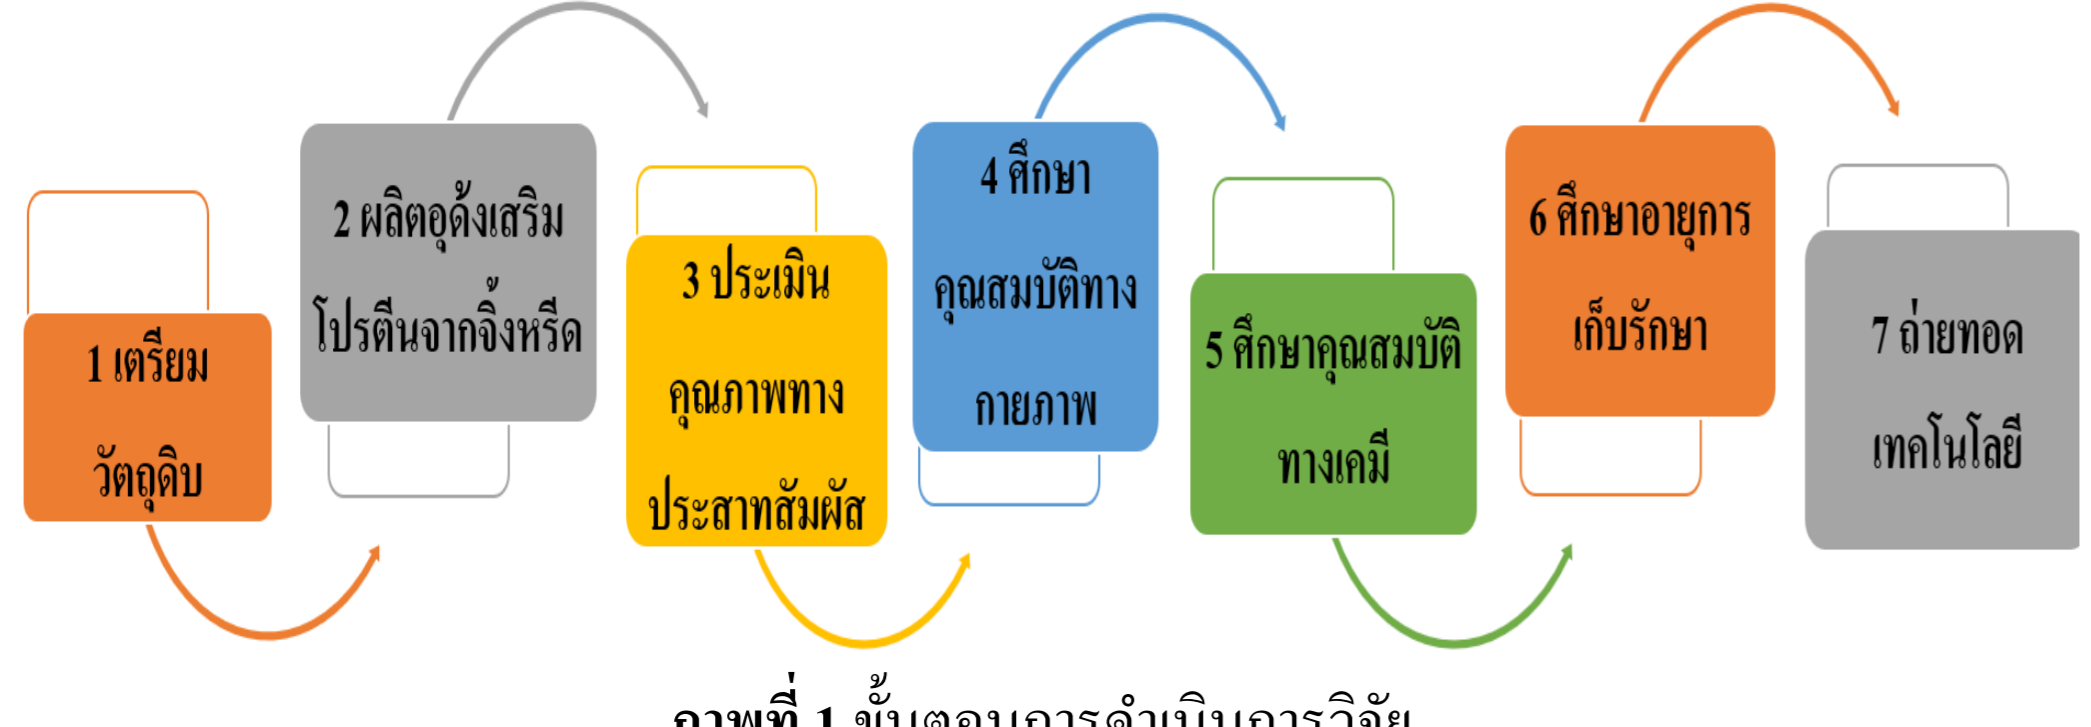 1 เตรียม
วัตถุดิบ
2 ผลิตอุด้งเสริม
โปรตีนจากจิ้งหรีด
3 ประเมิน
คุณภาพทาง
ประสาทสัมผัส
4 ศึกษา
คุณสมบัติทาง
กายภาพ
5 ศึกษาคุณสมบัติ
ทางเคมี
6 ศึกษาอายุการ
เก็บรักษา
7 ถ่ายทอด
เทคโนโลยี
ภาพที่ 1 ขั้นตอนการดำเนินการวิจัย